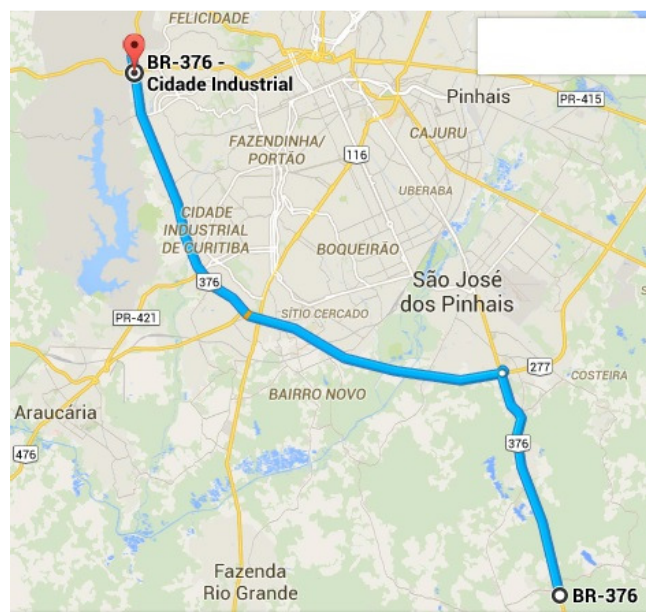 FELICIDADE
BR-376 -
Cidade Industrial
Pinhais
PR-415
CAJURU
FAZENDINHA/
PORTÃO
116
UBERABA
CIDADE
INDUSTRIAL
DE CURITIBA
BOQUEIRÃO
376
São José
dos Pinhais
PR-421
SÍTIO CERCADO
277
COSTEIRA
BAIRRO NOVO
Araucária
376
476
Fazenda
Rio Grande
BR-376